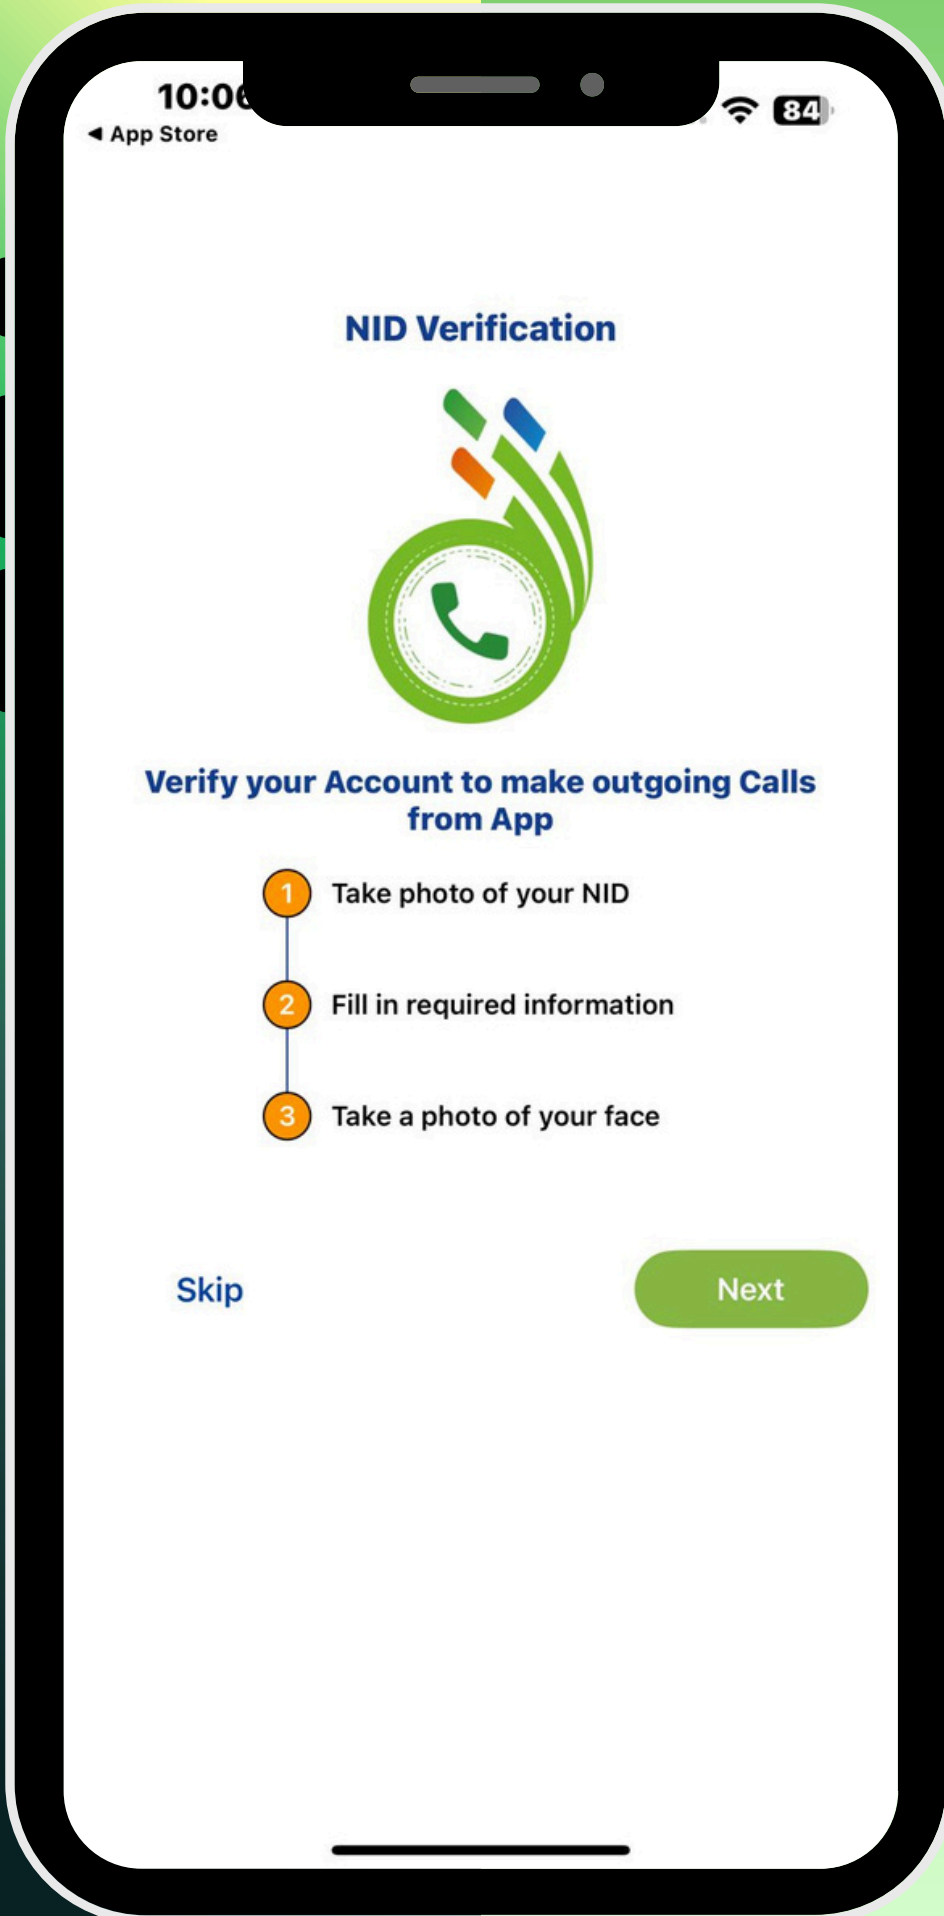 10:06
84
◀ App Store
NID Verification
Verify your Account to make outgoing Calls
from App
1 Take photo of your NID
2 Fill in required information
3 Take a photo of your face
Skip
Next